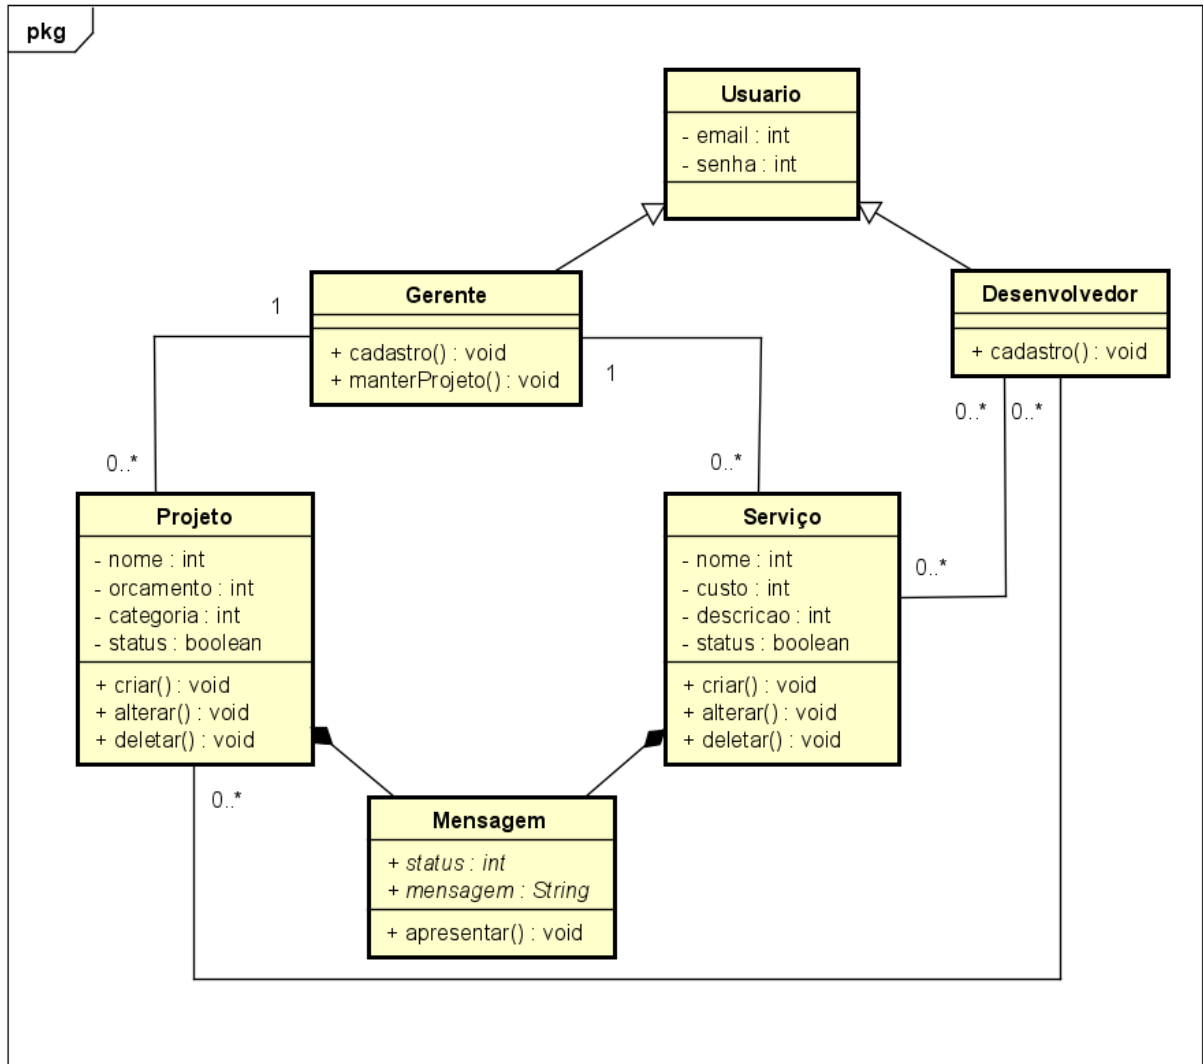 pkg
Usuario
- email : int
- senha : int
Gerente
+ cadastro() : void
+ manterProjeto() : void
Desenvolvedor
+ cadastro() : void
1
1
0..*
0..*
0..*
0..*
0..*
Projeto
- nome : int
- orcamento : int
- categoria : int
- status : boolean
+ criar() : void
+ alterar() : void
+ deletar() : void
Serviço
- nome : int
- custo : int
- descricao : int
- status : boolean
+ criar() : void
+ alterar() : void
+ deletar() : void
0..*
Mensagem
+ status : int
+ mensagem : String
+ apresentar() : void